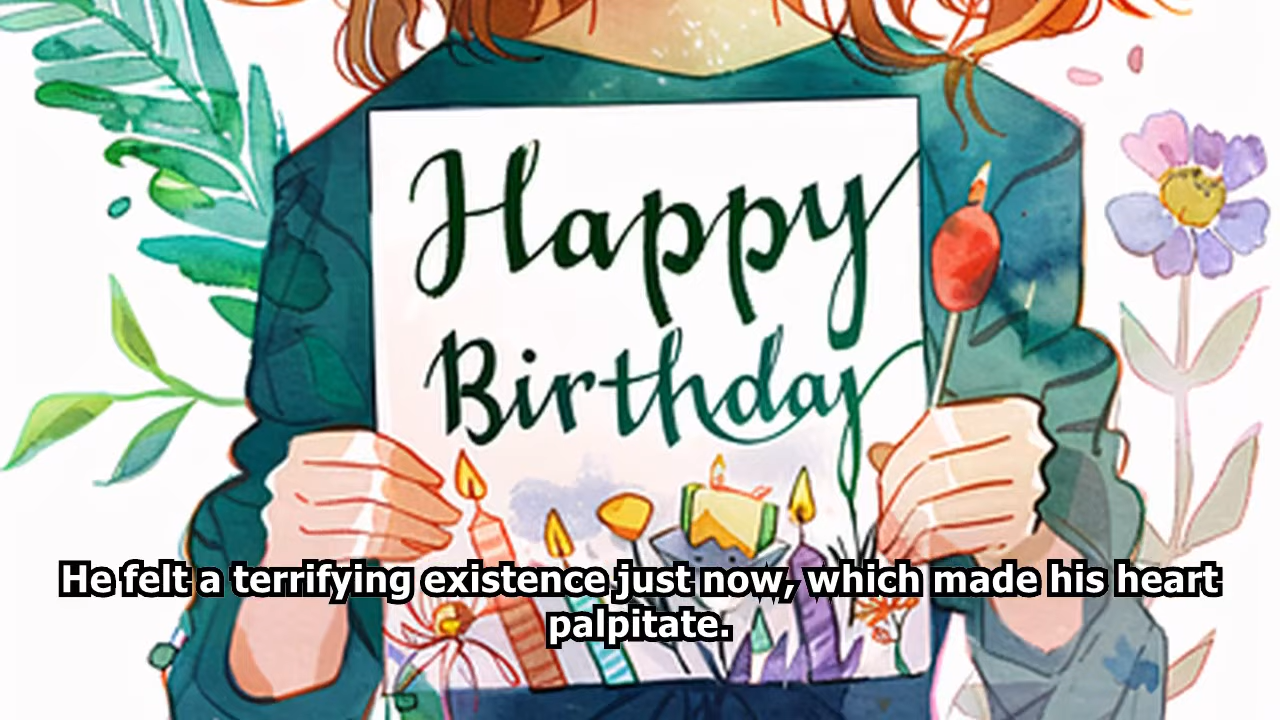 Happy
Birthday
He felt a terrifying existence just now, which made his heart
palpitate.